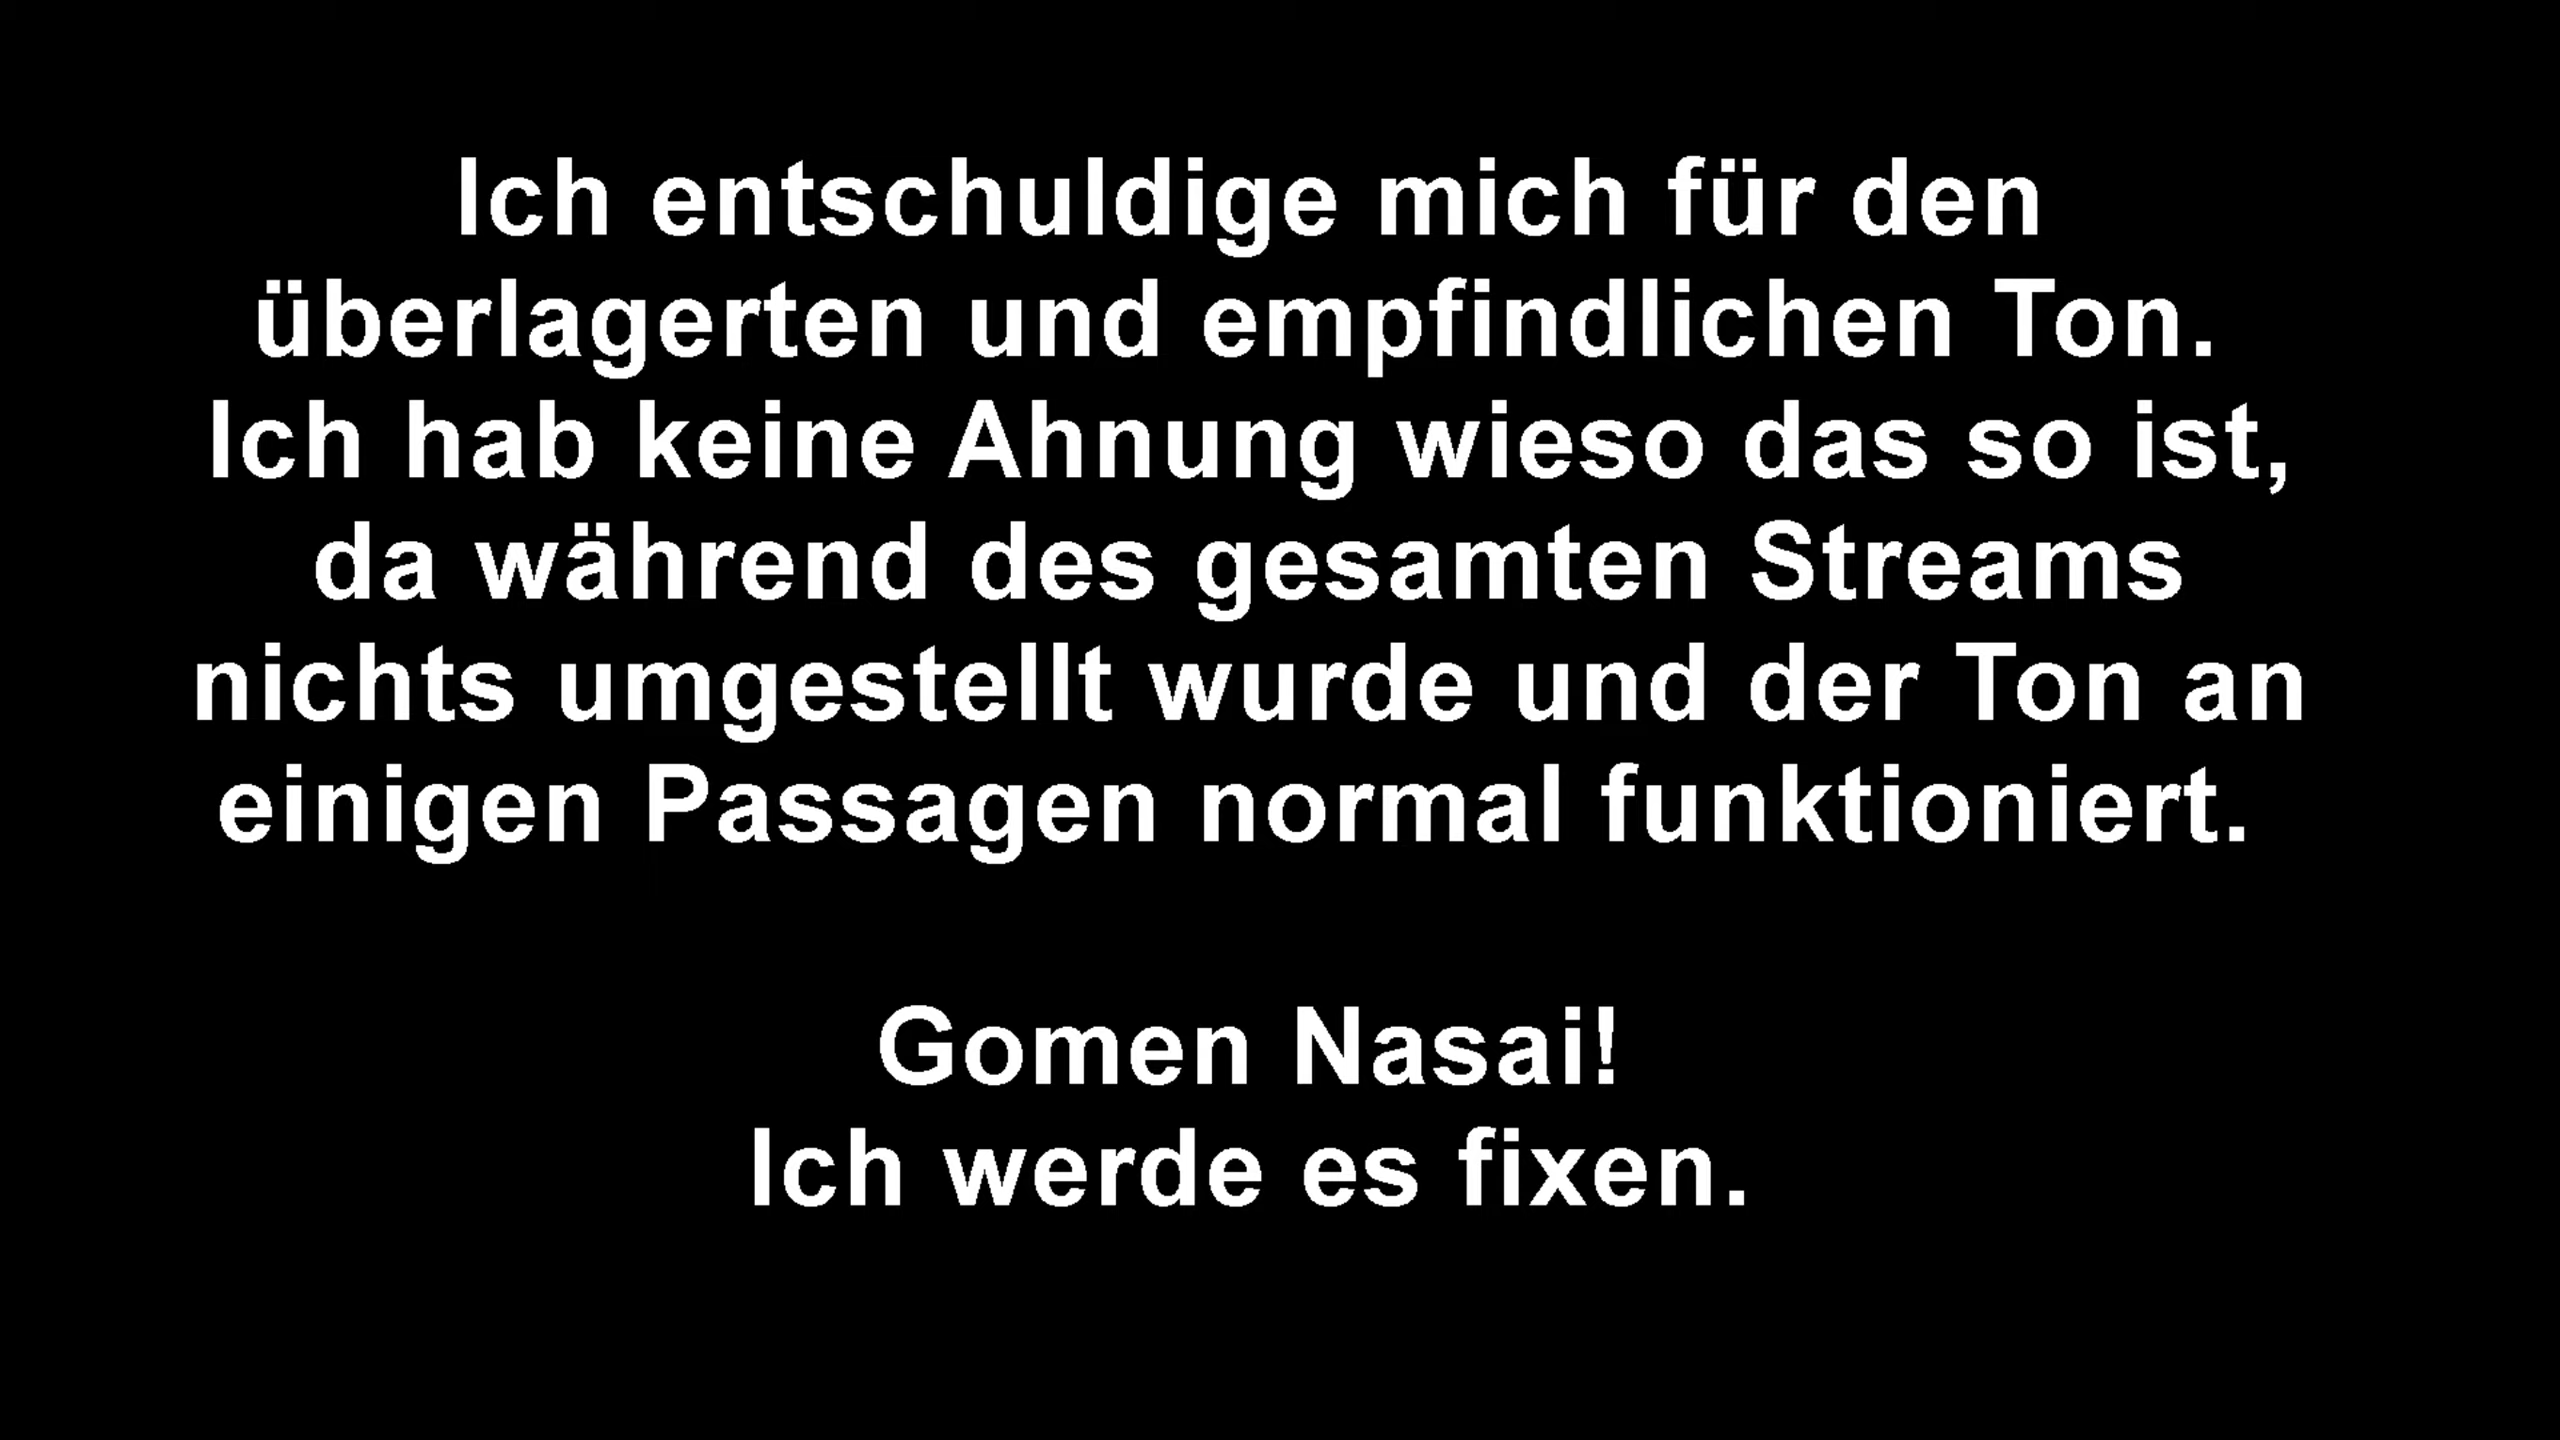 Ich entschuldige mich für den
überlagerten und empfindlichen Ton.
Ich hab keine Ahnung wieso das so ist,
da während des gesamten Streams
nichts umgestellt wurde und der Ton an
einigen Passagen normal funktioniert.
Gomen Nasai!
Ich werde es fixen.